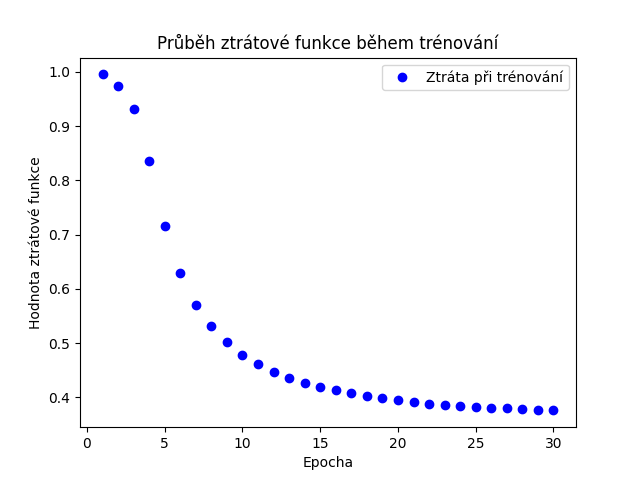 Průběh ztrátové funkce během trénování
Ztráta při trénování
Hodnota ztrátové funkce
1.0
0.9
0.8
0.7
0.6
0.5
0.4
0 5 10 15 20 25 30
Epocha